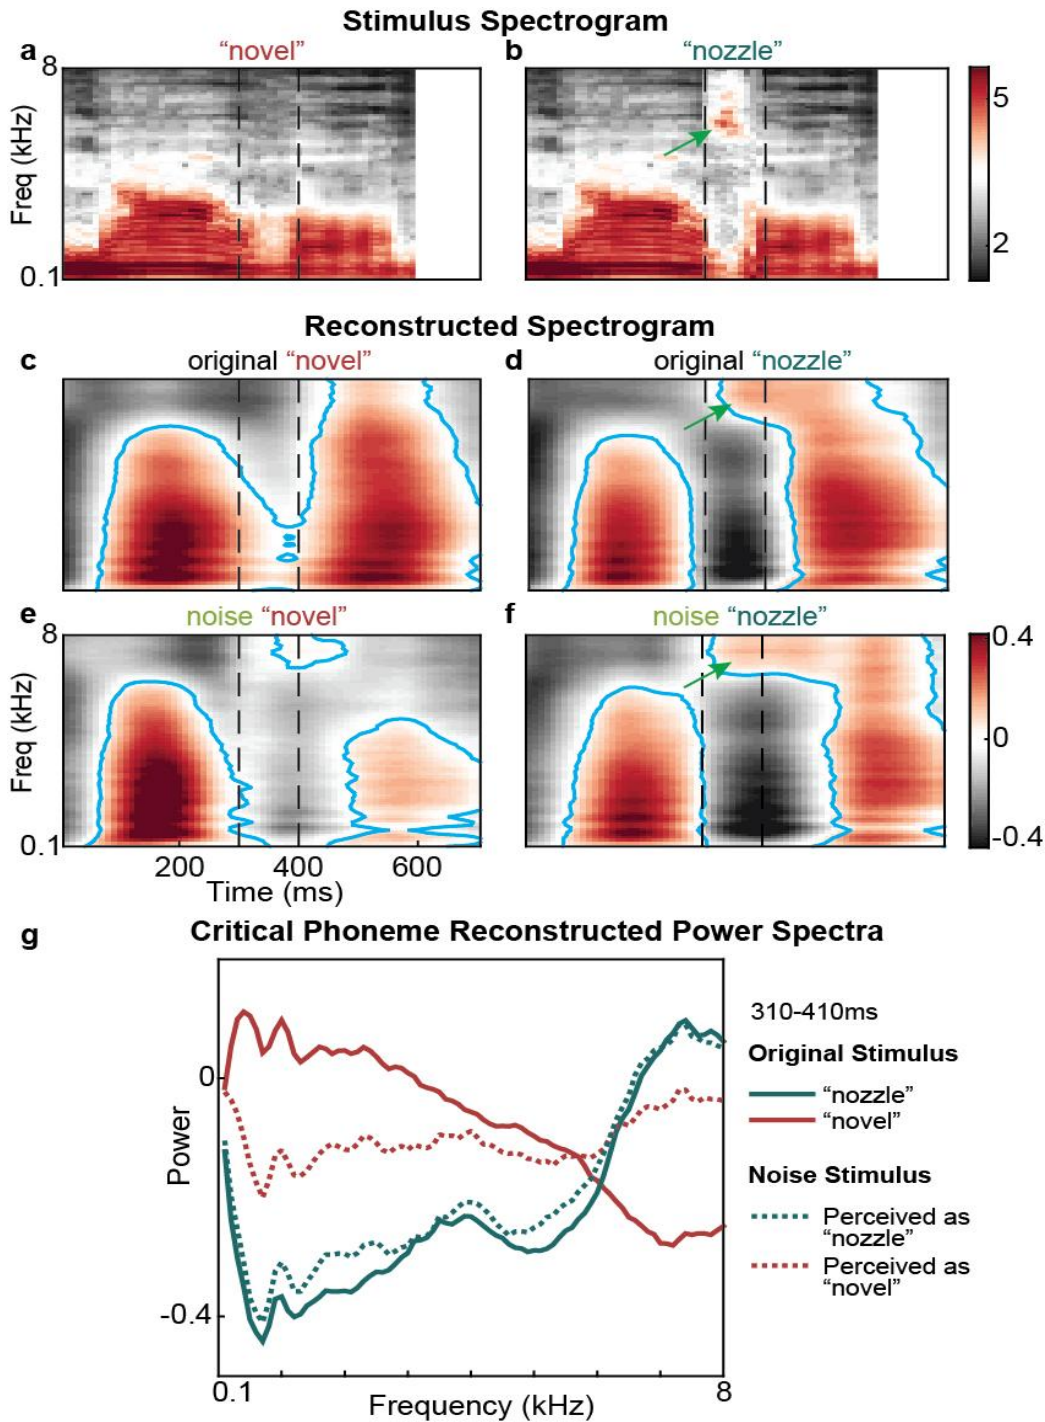 Stimulus Spectrogram
a
“novel”
b
“nozzle”
8
Freq (kHz)
0.1
5
2
Reconstructed Spectrogram
c
original “novel”
d
original “nozzle”
e
noise “novel”
f
noise “nozzle”
8
Freq (kHz)
0.1
200
400
600
Time (ms)
0.4
0
-0.4
g
Critical Phoneme Reconstructed Power Spectra
0
Power
-0.4
0.1
8
Frequency (kHz)
310-410ms
Original Stimulus
“nozzle”
“novel”
Noise Stimulus
Perceived as
“nozzle”
Perceived as
“novel”